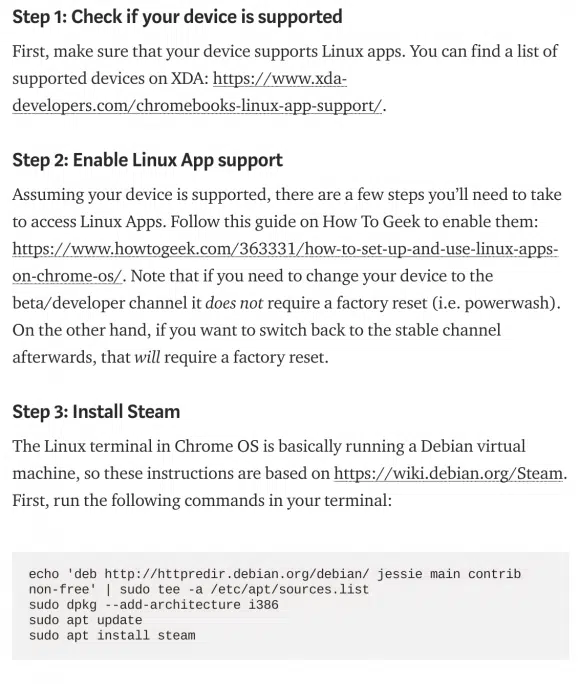 Step 1: Check if your device is supported
First, make sure that your device supports Linux apps. You can find a list of
supported devices on XDA: https://www.xda-
developers.com/chromebooks-linux-app-support/.
Step 2: Enable Linux App support
Assuming your device is supported, there are a few steps you’ll need to take
to access Linux Apps. Follow this guide on How To Geek to enable them:
https://www.howtogeek.com/363331/how-to-set-up-and-use-linux-apps-
on-chrome-os/. Note that if you need to change your device to the
beta/developer channel it does not require a factory reset (i.e. powerwash).
On the other hand, if you want to switch back to the stable channel
afterwards, that will require a factory reset.
Step 3: Install Steam
The Linux terminal in Chrome OS is basically running a Debian virtual
machine, so these instructions are based on https://wiki.debian.org/Steam.
First, run the following commands in your terminal:
echo 'deb http://httpredir.debian.org/debian/ jessie main contrib
non-free' | sudo tee -a /etc/apt/sources.list
sudo dpkg --add-architecture i386
sudo apt update
sudo apt install steam